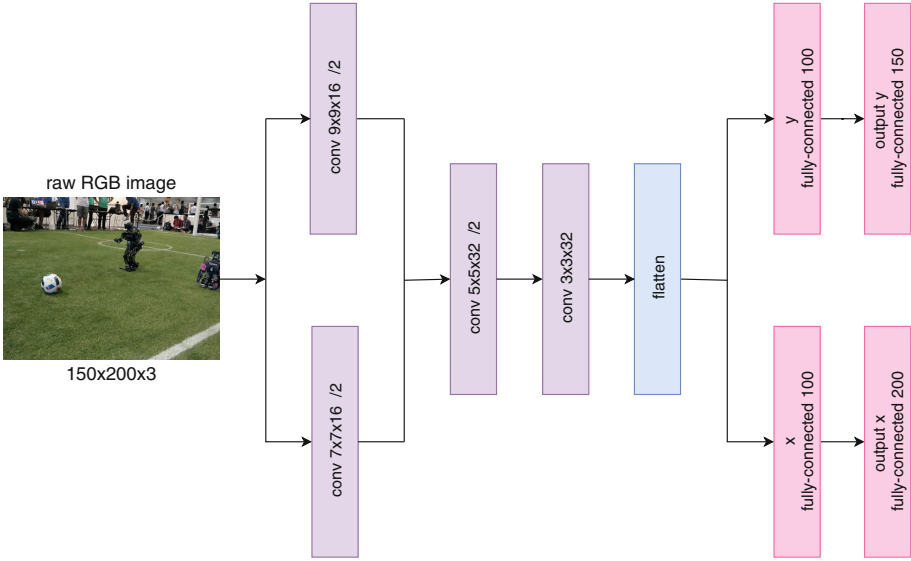 raw RGB image
150x200x3
conv 9x9x16 /2
conv 7x7x16 /2
conv 5x5x32 /2
conv 3x3x32
flatten
y
fully-connected 100
output y
fully-connected 150
x
fully-connected 100
output x
fully-connected 200